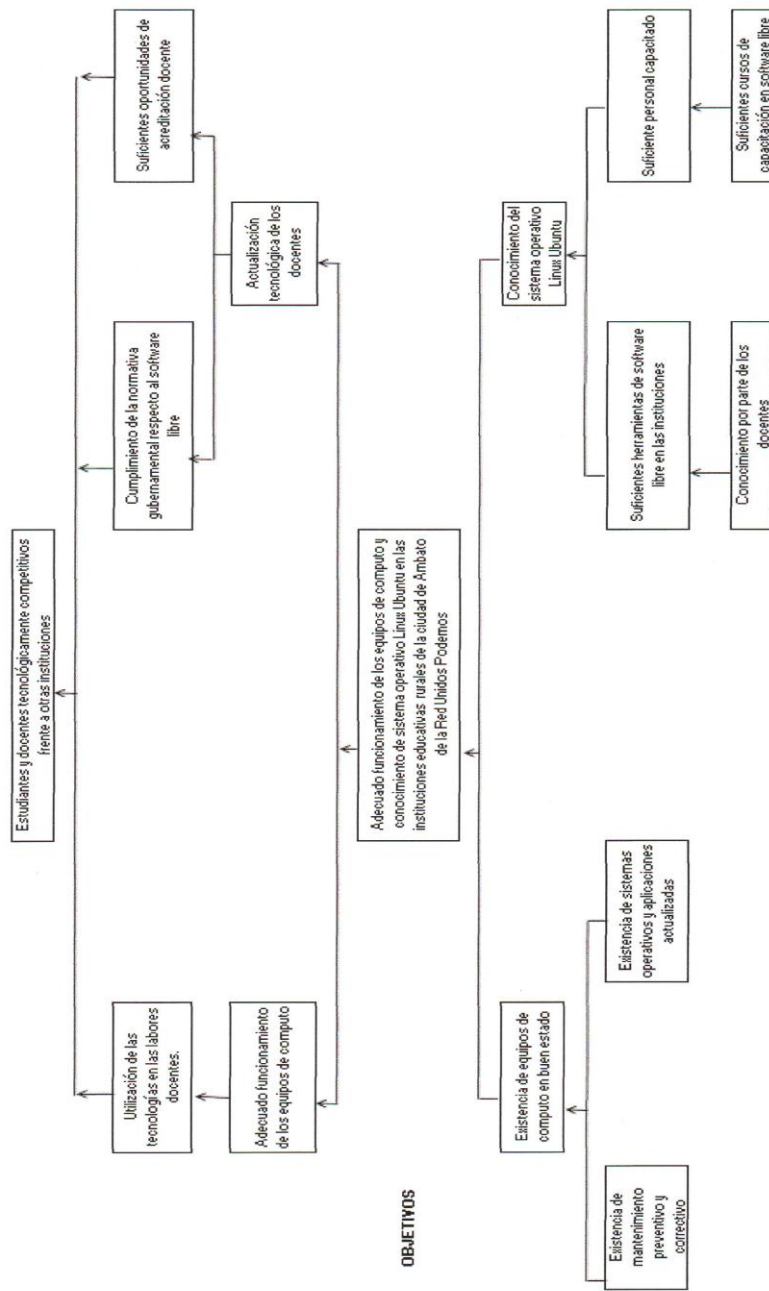 Estudiantes y docentes tecnológicamente competitivos
frente a otras instituciones
Utilización de las
tecnologías en las labores
docentes.
Cumplimiento de la normativa
gubernamental respecto al software
libre
Suficientes oportunidades de
acreditación docente
Adecuado funcionamiento
de los equipos de computo
Actualización
tecnológica de los
docentes
Adecuado funcionamiento de los equipos de computo y
conocimiento de sistema operativo Linux Ubuntu en las
instituciones educativas rurales de la ciudad de Ambato
de la Red Unidos Podemos
OBJETIVOS
Existencia de equipos de
computo en buen estado
Conocimiento del
sistema operativo
Linux Ubuntu
Existencia de
mantenimiento
preventivo y
correctivo
Existencia de sistemas
operativos y aplicaciones
actualizadas
Suficientes herramientas de software
libre en las instituciones
Suficiente personal capacitado
Conocimiento por parte de los
docentes
Suficientes cursos de
capacitación en software libre